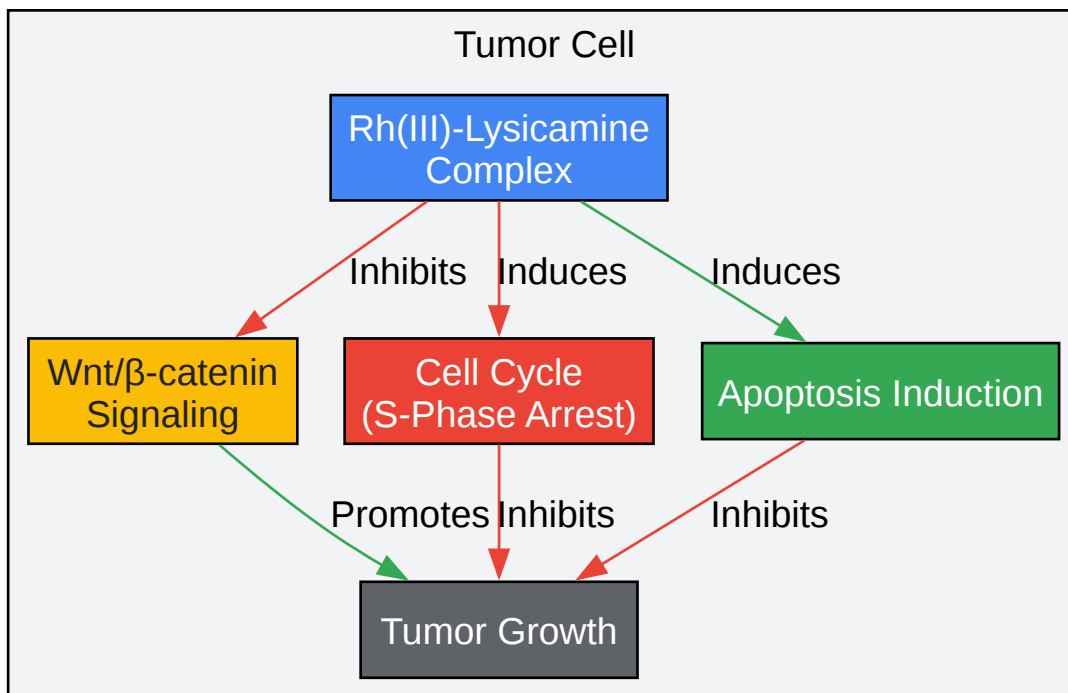 Tumor Cell
Rh(III)-Lysicamine
Complex
Inhibits
Induces
Induces
Wnt/β-catenin
Signaling
Cell Cycle
(S-Phase Arrest)
Apoptosis Induction
Promotes
Inhibits
Inhibits
Tumor Growth